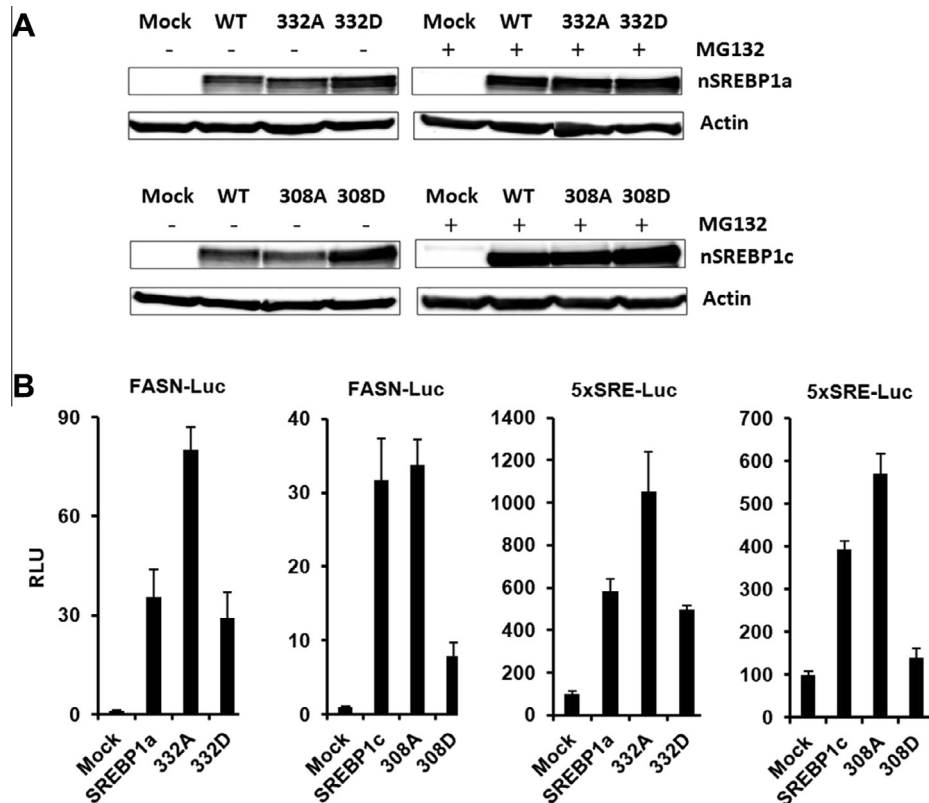 A
Mock WT 332A 332D Mock WT 332A 332D
- - - - + + + + MG132
nSREBP1a
Actin
Mock WT 308A 308D Mock WT 308A 308D
- - - - + + + + MG132
nSREBP1c
Actin
B
FASN-Luc FASN-Luc 5xSRE-Luc 5xSRE-Luc
RLU
90
60
30
0
Mock SREBP1a 332A 332D
40
30
20
10
0
Mock SREBP1c 308A 308D
1400
1200
1000
800
600
400
200
0
Mock SREBP1a 332A 332D
700
600
500
400
300
200
100
0
Mock SREBP1c 308A 308D